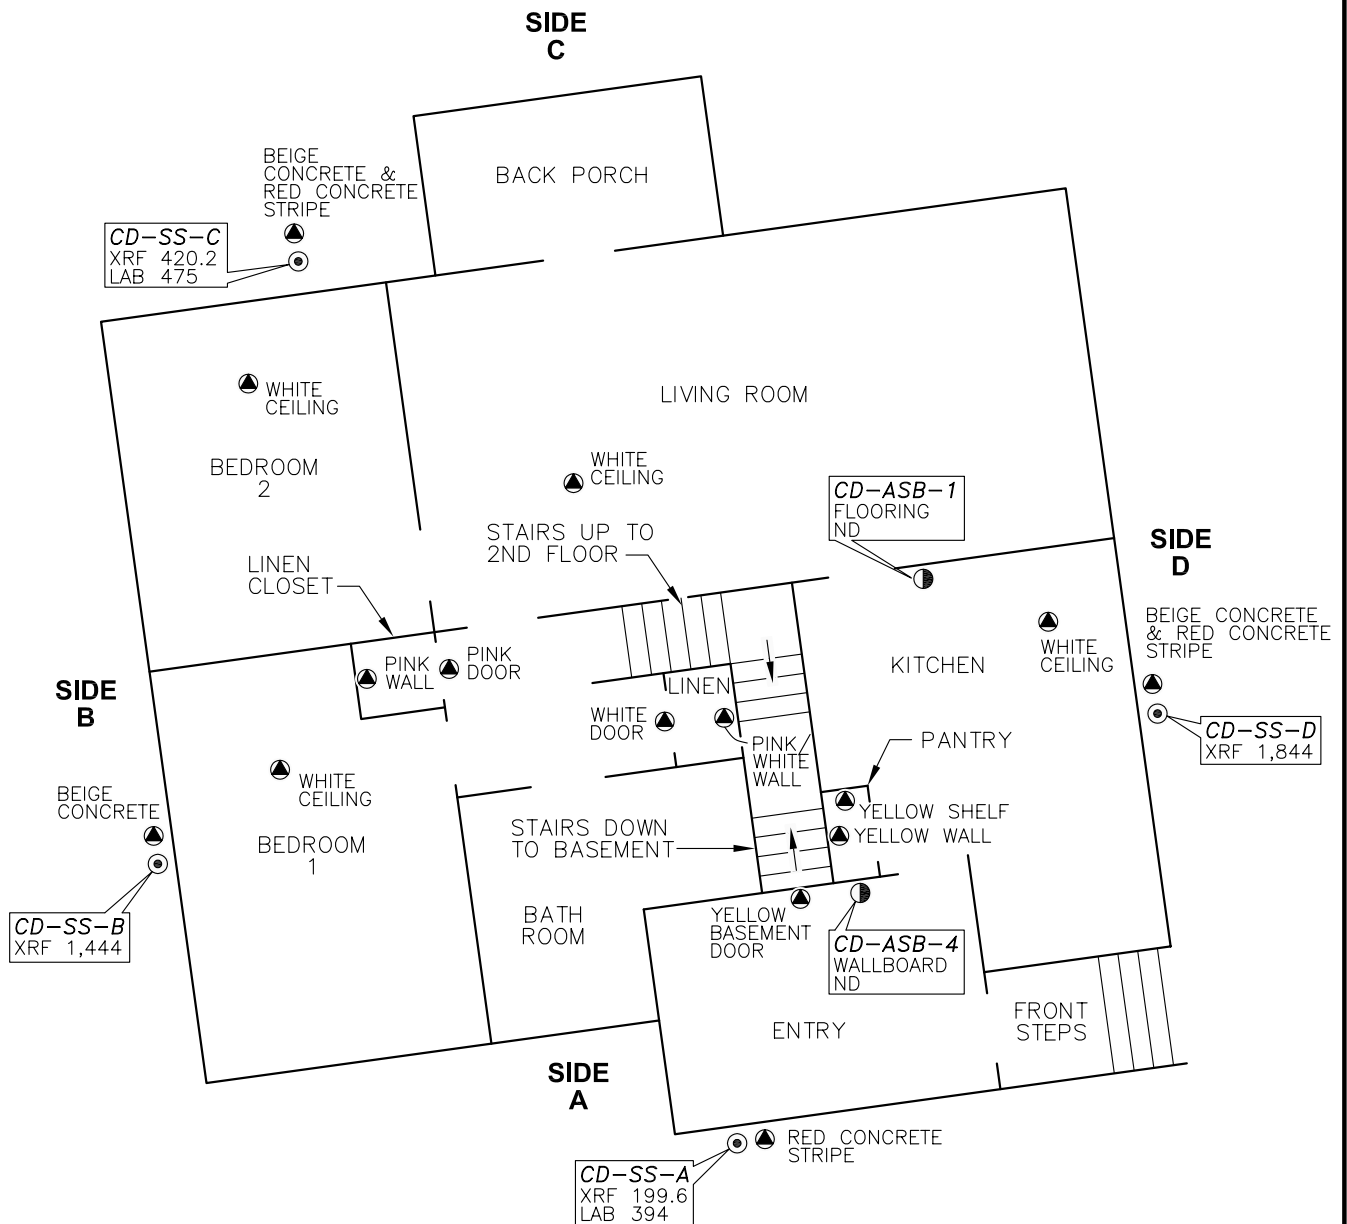 SIDE
C
BEIGE
CONCRETE &
RED CONCRETE
STRIPE
BACK PORCH
CD-SS-C
XRF 420.2
LAB 475
WHITE
CEILING
BEDROOM
2
LIVING ROOM
WHITE
CEILING
CD-ASB-1
FLOORING
ND
STAIRS UP TO
2ND FLOOR
SIDE
D
LINEN
CLOSET
BEIGE CONCRETE
& RED CONCRETE
STRIPE
PINK
WALL
PINK
DOOR
KITCHEN
WHITE
CEILING
SIDE
B
LINEN
WHITE
DOOR
PINK
WHITE
WALL
PANTRY
CD-SS-D
XRF 1,844
WHITE
CEILING
BEIGE
CONCRETE
YELLOW SHELF
YELLOW WALL
BEDROOM
1
STAIRS DOWN
TO BASEMENT
CD-SS-B
XRF 1,444
BATH
ROOM
YELLOW
BASEMENT
DOOR
CD-ASB-4
WALLBOARD
ND
ENTRY
FRONT
STEPS
SIDE
A
RED CONCRETE
STRIPE
CD-SS-A
XRF 199.6
LAB 394